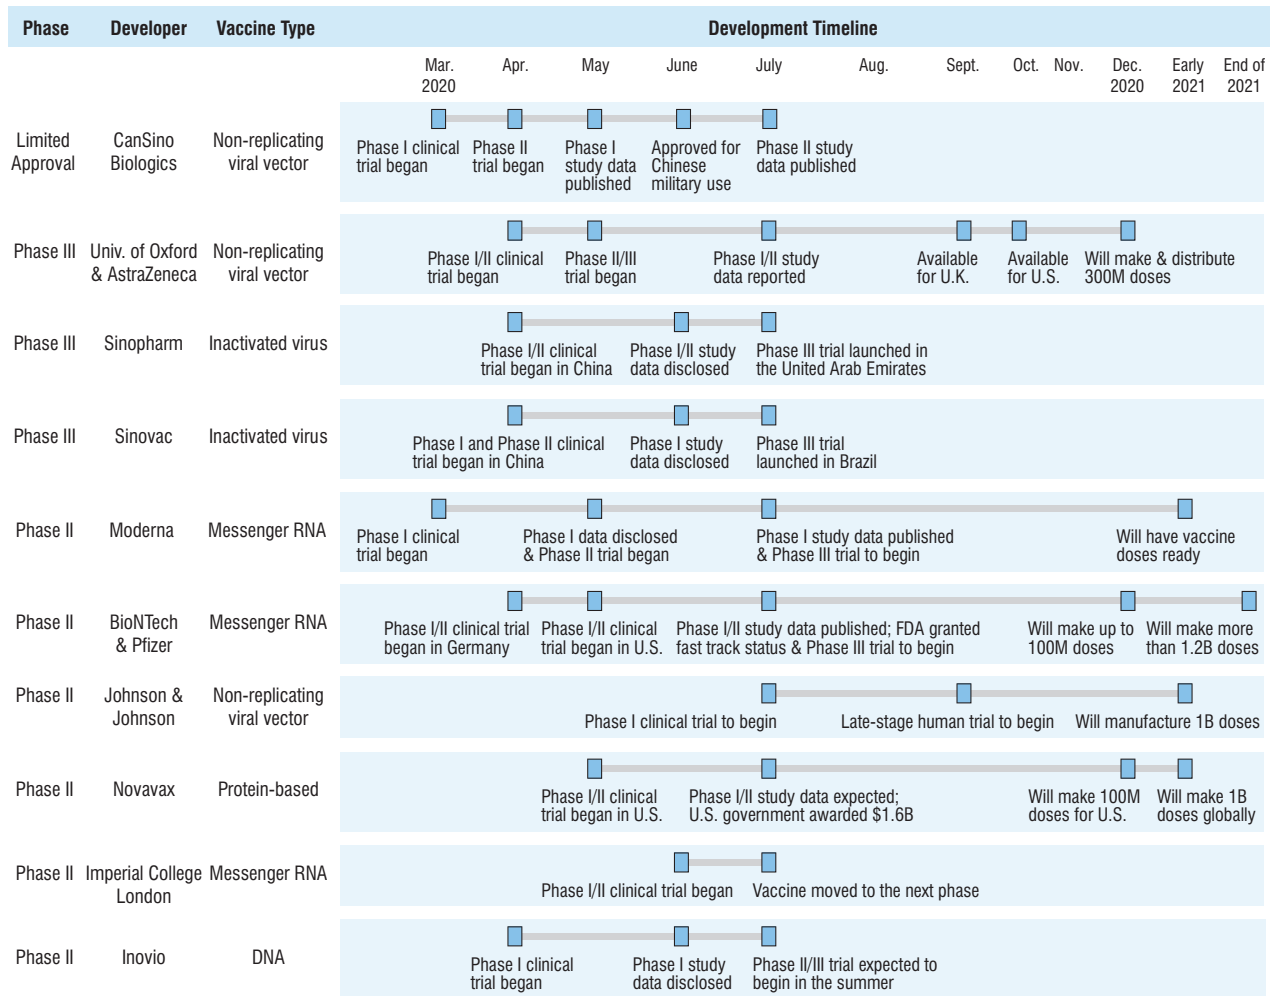 Phase Developer Vaccine Type Development Timeline
Mar. Apr. May June July Aug. Sept. Oct. Nov. Dec. Early End of
2020 2020 2021 2021
Limited CanSino Non-replicating
Approval Biologics viral vector
Phase I clinical
trial began
Phase II
trial began
Phase I
study data
published
Approved for
Chinese
military use
Phase II study
data published
Phase III Univ. of Oxford Non-replicating
& AstraZeneca viral vector
Phase I/II clinical
trial began
Phase II/III
trial began
Phase I/II study
data reported
Available
for U.K.
Available
for U.S.
Will make & distribute
300M doses
Phase III Sinopharm Inactivated virus
Phase I/II clinical
trial began in China
Phase I/II study
data disclosed
Phase III trial launched in
the United Arab Emirates
Phase III Sinovac Inactivated virus
Phase I and Phase II clinical
trial began in China
Phase I study
data disclosed
Phase III trial
launched in Brazil
Phase II Moderna Messenger RNA
Phase I clinical
trial began
Phase I data disclosed
& Phase II trial began
Phase I study data published
& Phase III trial to begin
Will have vaccine
doses ready
Phase II BioNTech Messenger RNA
& Pfizer
Phase I/II clinical trial
began in Germany
Phase I/II clinical
trial began in U.S.
Phase I/II study data published; FDA granted
fast track status & Phase III trial to begin
Will make up to
100M doses
Will make more
than 1.2B doses
Phase II Johnson & Non-replicating
Johnson viral vector
Phase I clinical trial to begin
Late-stage human trial to begin
Will manufacture 1B doses
Phase II Novavax Protein-based
Phase I/II clinical
trial began in U.S.
Phase I/II study data expected;
U.S. government awarded $1.6B
Will make 100M
doses for U.S.
Will make 1B
doses globally
Phase II Imperial College Messenger RNA
London
Phase I/II clinical trial began
Vaccine moved to the next phase
Phase II Inovio DNA
Phase I clinical
trial began
Phase I study
data disclosed
Phase II/III trial expected to
begin in the summer